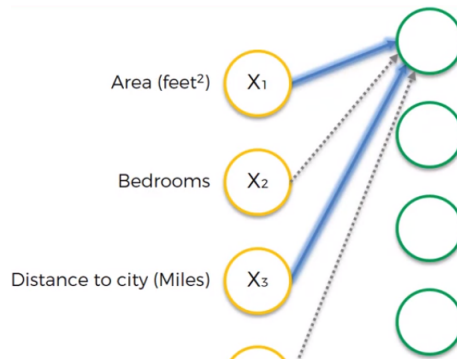 Area (feet²) X₁
Bedrooms X₂
Distance to city (Miles) X₃